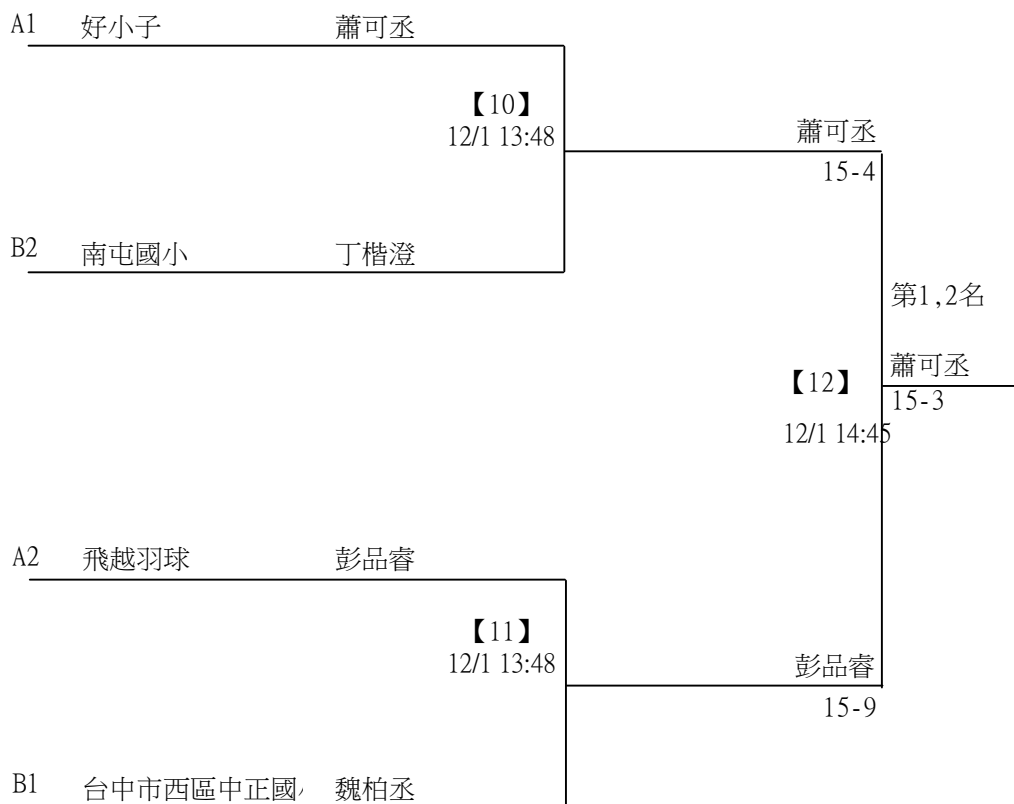 A1 好小子 蕭可丞
【10】
12/1 13:48
蕭可丞
15-4
B2 南屯國小 丁楷澄
第1,2名
【12】
蕭可丞
15-3
12/1 14:45
A2 飛越羽球 彭品睿
【11】
12/1 13:48
彭品睿
15-9
B1 台中市西區中正國 魏柏丞